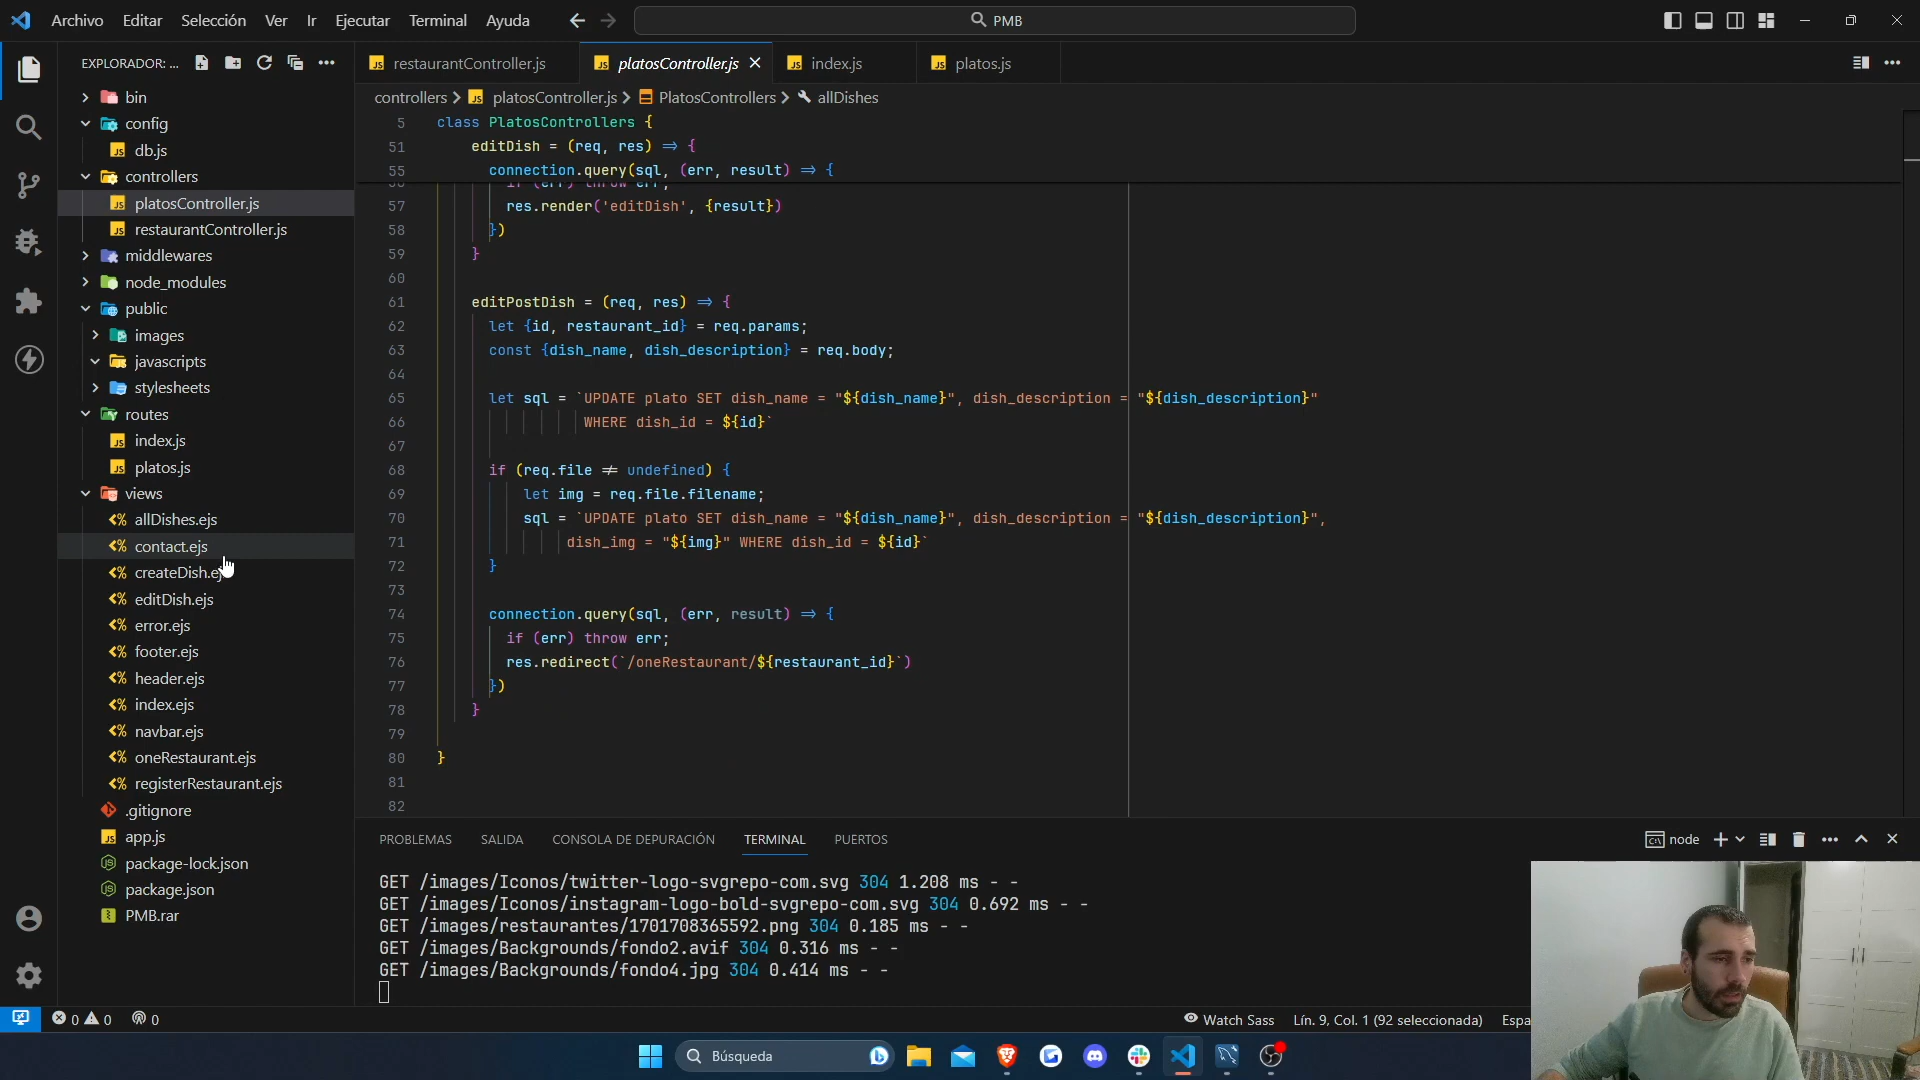 Archivo Editar Selección Ver Ir Ejecutar Terminal Ayuda
PMB
EXPLORADOR: ...
restaurantController.js
platosController.js
index.js
platos.js
controllers > platosController.js > PlatosControllers > allDishes
bin
config
db.js
controllers
platosController.js
restaurantController.js
middlewares
node_modules
public
images
javascripts
stylesheets
routes
index.js
platos.js
views
allDishes.ejs
contact.ejs
createDish.ej
editDish.ejs
error.ejs
footer.ejs
header.ejs
index.ejs
navbar.ejs
oneRestaurant.ejs
registerRestaurant.ejs
.gitignore
app.js
package-lock.json
package.json
PMB.rar
5 class PlatosControllers {
51 editDish = (req, res) => {
55 connection.query(sql, (err, result) => {
56 if (err) throw err;
57 res.render('editDish', {result})
58 })
59 }
60
61 editPostDish = (req, res) => {
62 let {id, restaurant_id} = req.params;
63 const {dish_name, dish_description} = req.body;
64
65 let sql = `UPDATE plato SET dish_name = "${dish_name}", dish_description = "${dish_description}"
66 WHERE dish_id = ${id}`
67
68 if (req.file != undefined) {
69 let img = req.file.filename;
70 sql = `UPDATE plato SET dish_name = "${dish_name}", dish_description = "${dish_description}",
71 dish_img = "${img}" WHERE dish_id = ${id}`
72 }
73
74 connection.query(sql, (err, result) => {
75 if (err) throw err;
76 res.redirect(`/oneRestaurant/${restaurant_id}`)
77 })
78 }
79
80 }
81
82
PROBLEMAS SALIDA CONSOLA DE DEPURACIÓN TERMINAL PUERTOS
node
GET /images/Iconos/twitter-logo-svgrepo-com.svg 304 1.208 ms - -
GET /images/Iconos/instagram-logo-bold-svgrepo-com.svg 304 0.692 ms - -
GET /images/restaurantes/1701708365592.png 304 0.185 ms - -
GET /images/Backgrounds/fondo2.avif 304 0.316 ms - -
GET /images/Backgrounds/fondo4.jpg 304 0.414 ms - -
0 0 0
Watch Sass Lín. 9, Col. 1 (92 seleccionada) Espa
Búsqueda